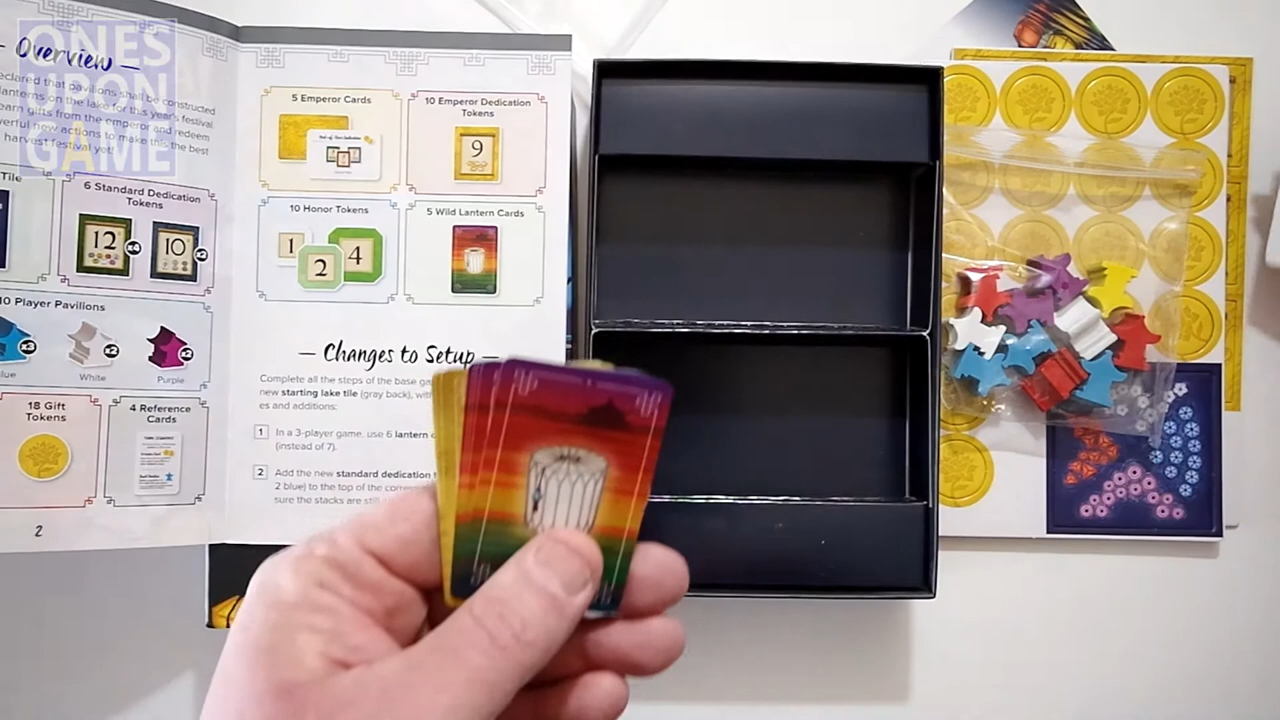 ONES
UPON
GAME
Overview —
declared that pavilions shall be constructed
lanterns on the lake for this year's festival.
earn gifts from the emperor and redeem
powerful new actions to make this the best
harvest festival yet!
Tile
6 Standard Dedication
Tokens
12
x4
10
x2
10 Player Pavilions
x3
x2
x2
Blue
White
Purple
18 Gift
Tokens
4 Reference
Cards
2
5 Emperor Cards
10 Emperor Dedication
Tokens
9
10 Honor Tokens
1
2
4
5 Wild Lantern Cards
— Changes to Setup —
Complete all the steps of the base
new starting lake tile (gray back), with
es and additions:
1 In a 3-player game, use 6 lantern
(instead of 7).
2 Add the new standard dedication
2 blue) to the top of the
sure the stacks are still